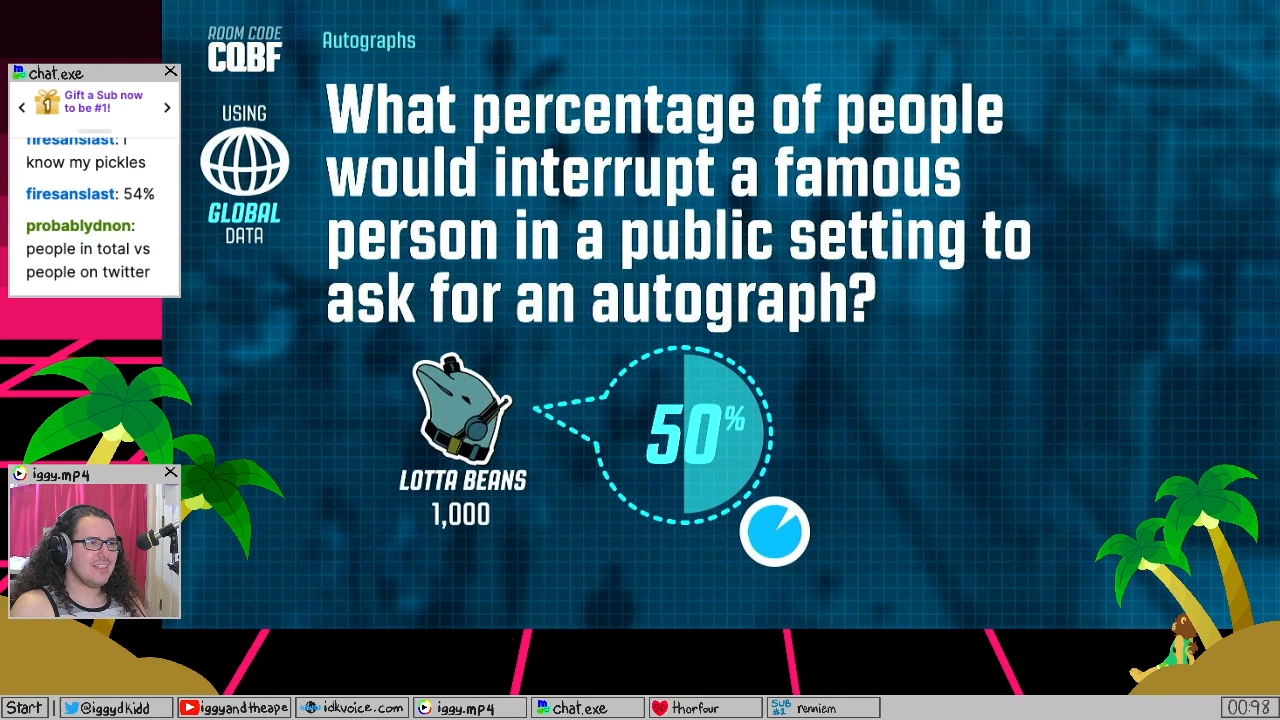 ROOM CODE
CQBF
Autographs
USING
GLOBAL
DATA
What percentage of people
would interrupt a famous
person in a public setting to
ask for an autograph?
50%
LOTTA BEANS
1,000
chat.exe
Gift a Sub now
to be #1!
1
firesanslast: I
know my pickles
firesanslast: 54%
probablydnon:
people in total vs
people on twitter
iggy.mp4
Start
@iggydkidd
iggyandtheape
idkvoice.com
iggy.mp4
chat.exe
thorfour
SUB #1
renniem
00:98